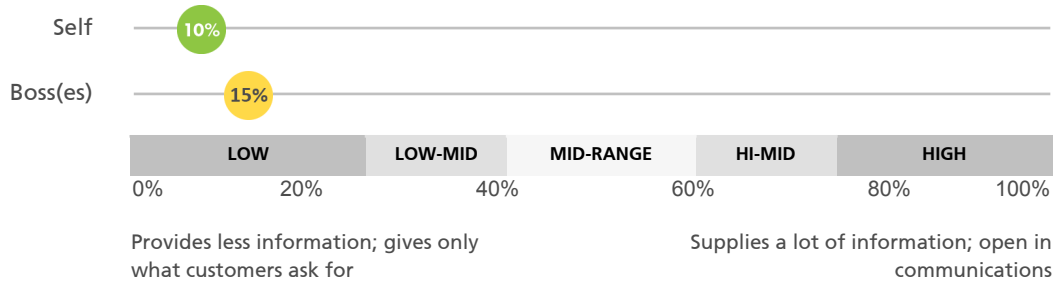 Self
10%
Boss(es)
15%
LOW LOW-MID MID-RANGE HI-MID HIGH
0% 20% 40% 60% 80% 100%
Provides less information; gives only
what customers ask for
Supplies a lot of information; open in
communications